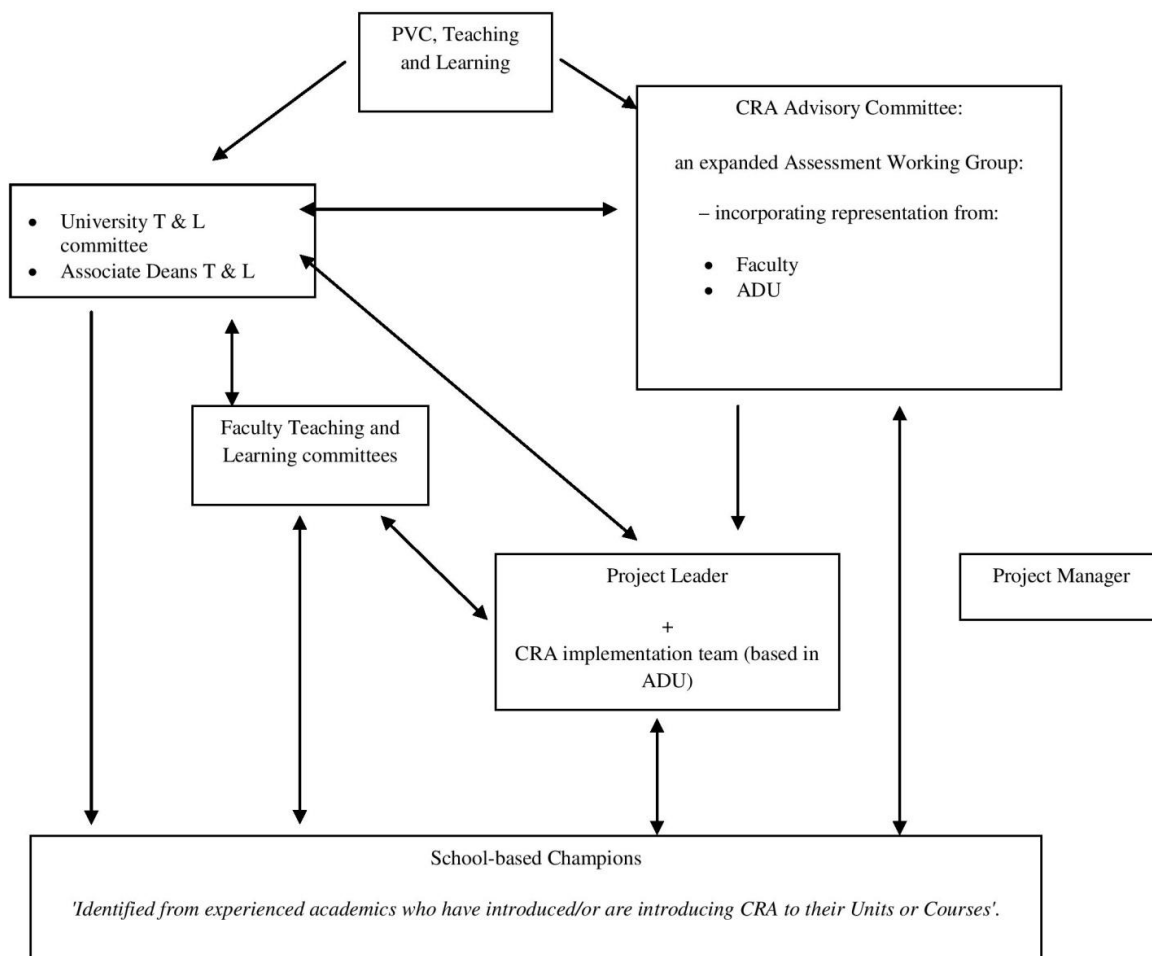 PVC, Teaching
and Learning
CRA Advisory Committee:
an expanded Assessment Working Group:
– incorporating representation from:
• Faculty
• ADU
• University T & L
committee
• Associate Deans T & L
Faculty Teaching and
Learning committees
Project Leader
+
CRA implementation team (based in
ADU)
Project Manager
School-based Champions
'Identified from experienced academics who have introduced/or are introducing CRA to their Units or Courses'.